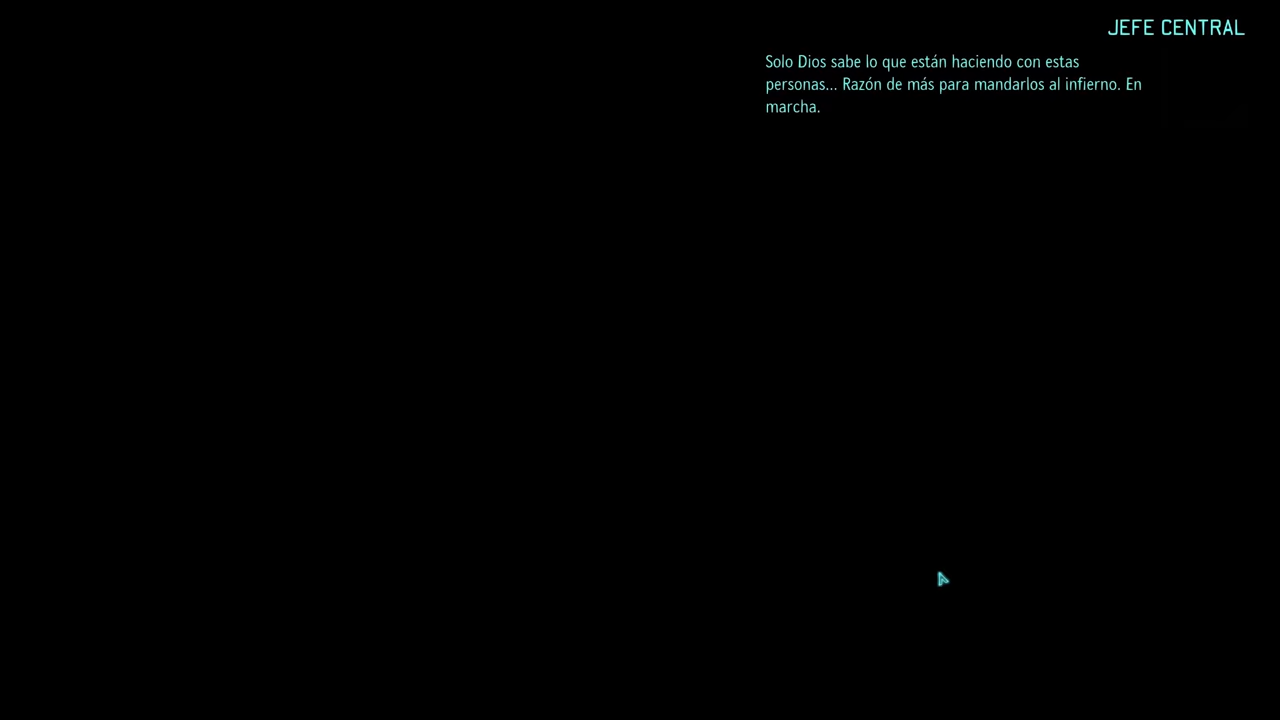 JEFE CENTRAL
Solo Dios sabe lo que están haciendo con estas
personas... Razón de más para mandarlos al infierno. En
marcha.